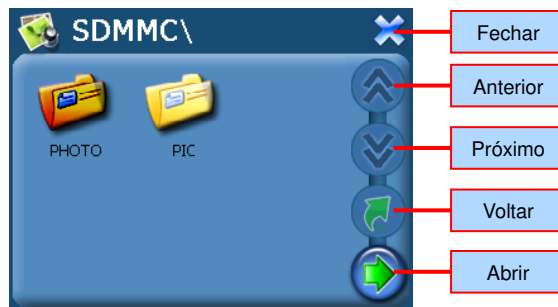 SDMMC\
Fechar
Anterior
PHOTO
PIC
Próximo
Voltar
Abrir